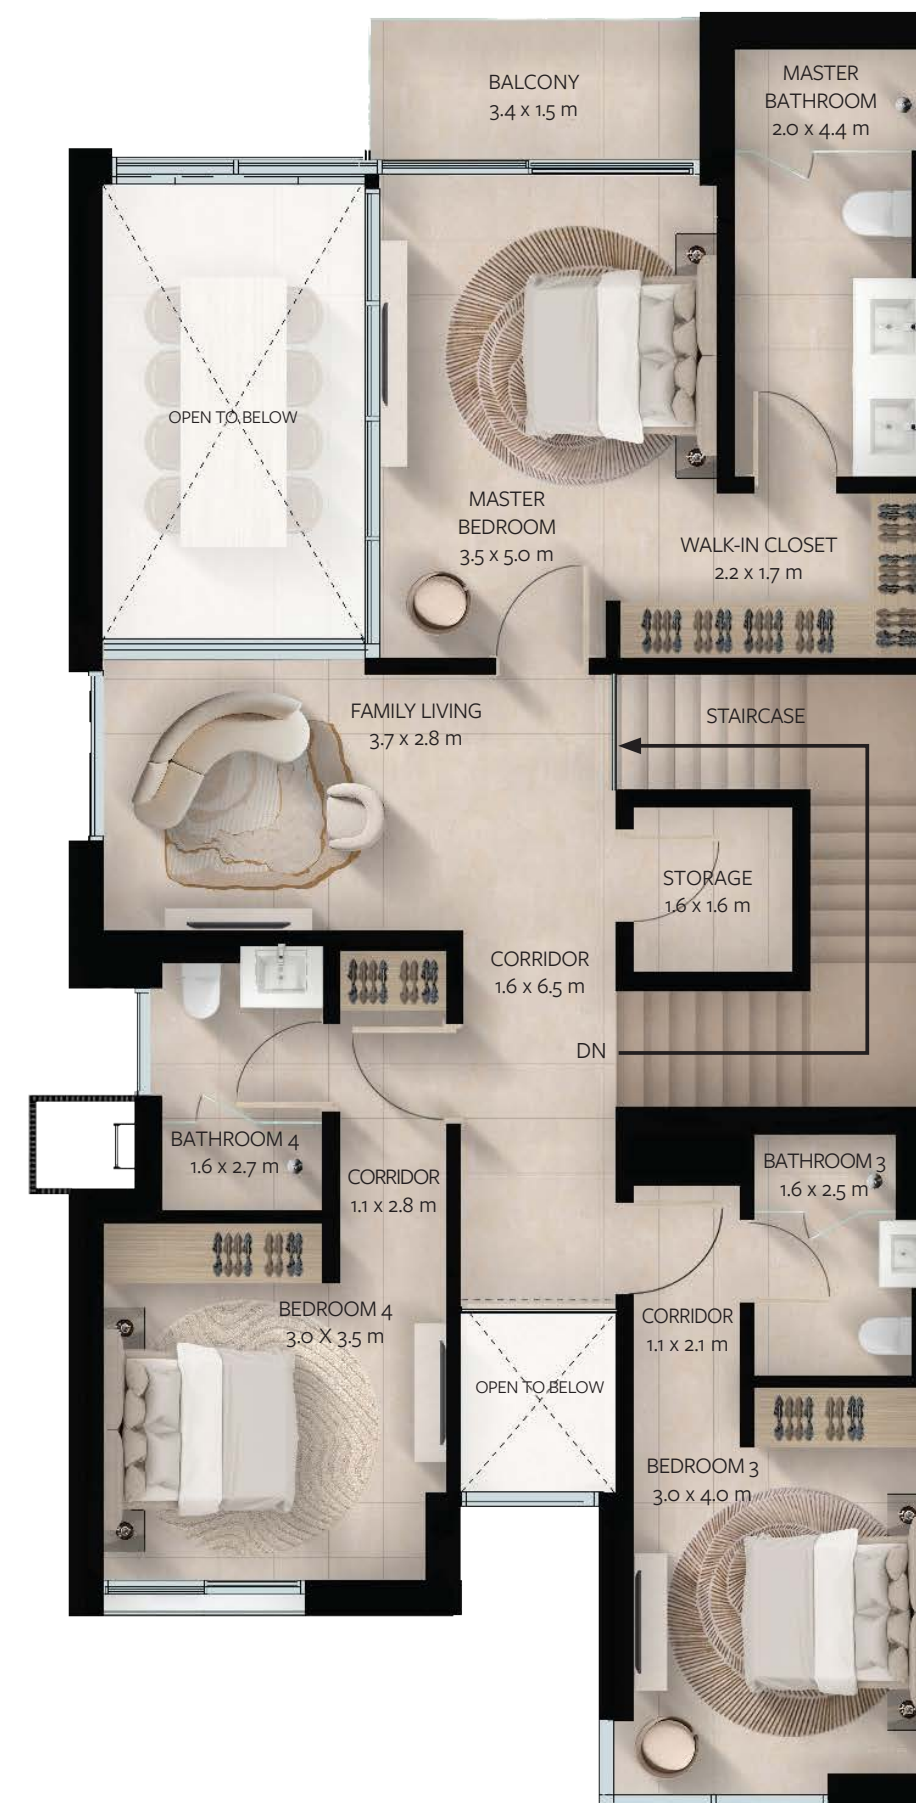 BALCONY
3.4 x 1.5 m
MASTER
BATHROOM
2.0 x 4.4 m
OPEN TO BELOW
MASTER
BEDROOM
3.5 x 5.0 m
WALK-IN CLOSET
2.2 x 1.7 m
FAMILY LIVING
3.7 x 2.8 m
STAIRCASE
STORAGE
1.6 x 1.6 m
CORRIDOR
1.6 x 6.5 m
DN
BATHROOM 4
1.6 x 2.7 m
CORRIDOR
1.1 x 2.8 m
BATHROOM 3
1.6 x 2.5 m
BEDROOM 4
3.0 X 3.5 m
CORRIDOR
1.1 x 2.1 m
OPEN TO BELOW
BEDROOM 3
3.0 x 4.0 m